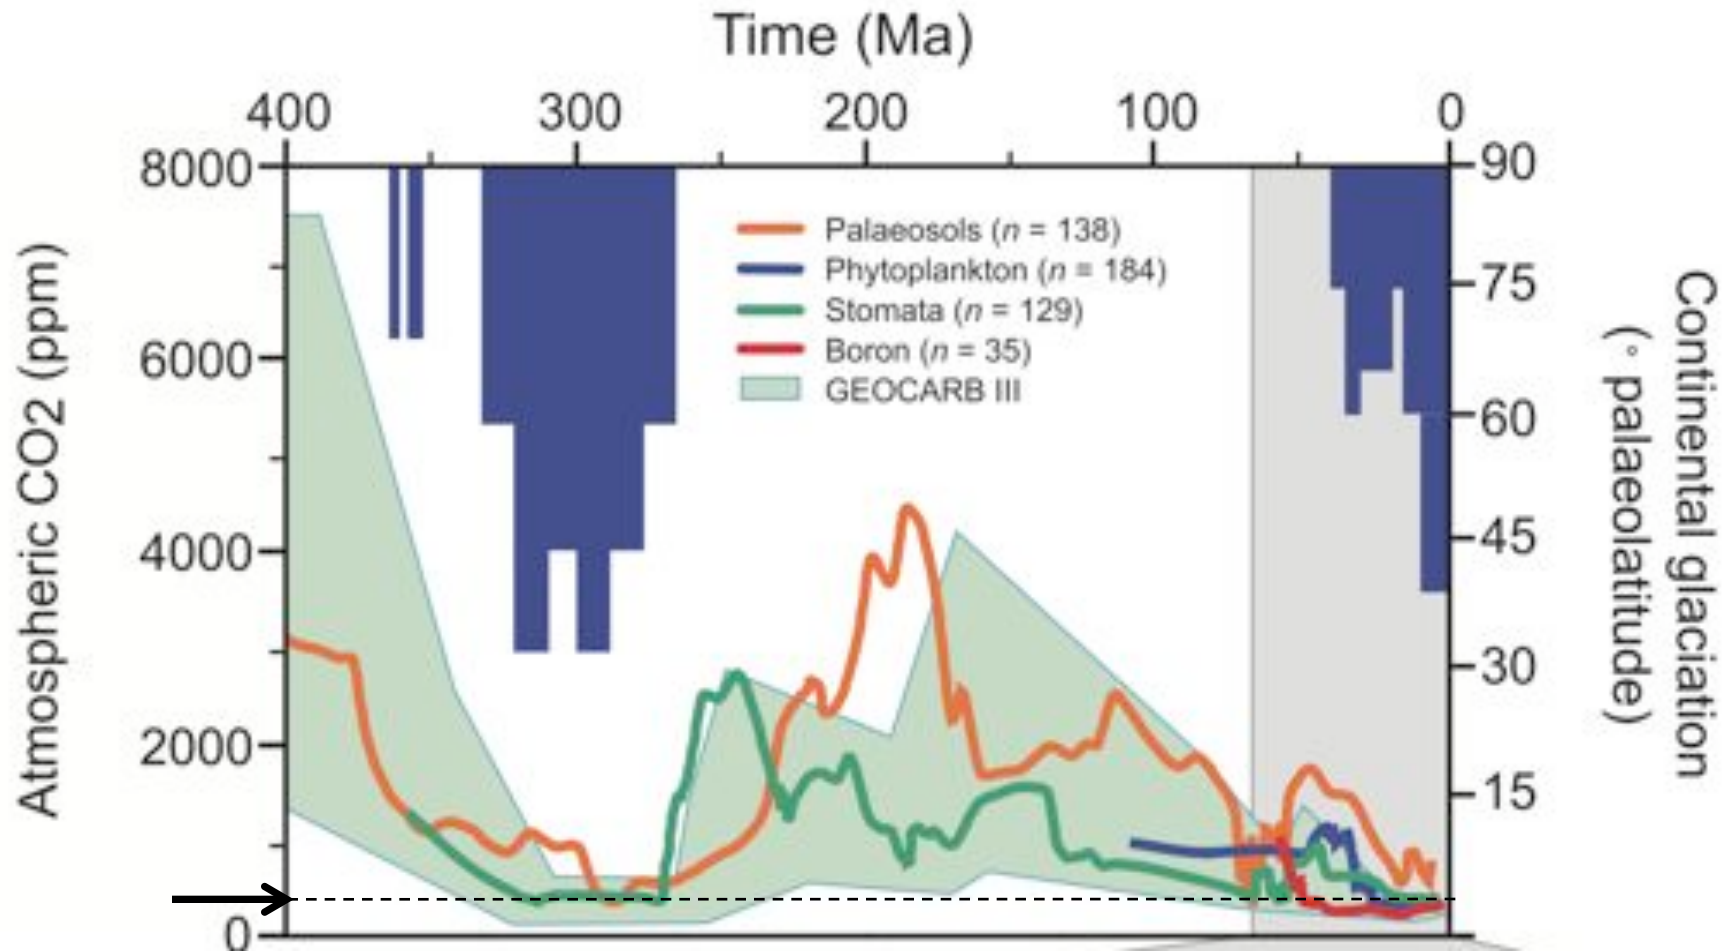 Time (Ma)
400 300 200 100 0
8000
6000
4000
2000
0
Atmospheric CO2 (ppm)
Palaeosols (n = 138)
Phytoplankton (n = 184)
Stomata (n = 129)
Boron (n = 35)
GEOCARB III
90
75
60
45
30
15
Continental glaciation
(° palaeolatitude)